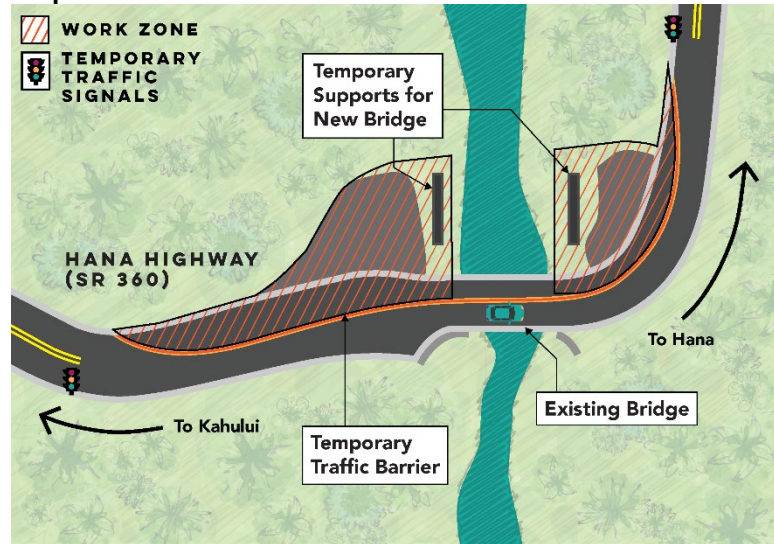 WORK ZONE
TEMPORARY
TRAFFIC
SIGNALS
Temporary
Supports for
New Bridge
HANA HIGHWAY
(SR 360)
To Hana
Existing Bridge
To Kahului
Temporary
Traffic Barrier